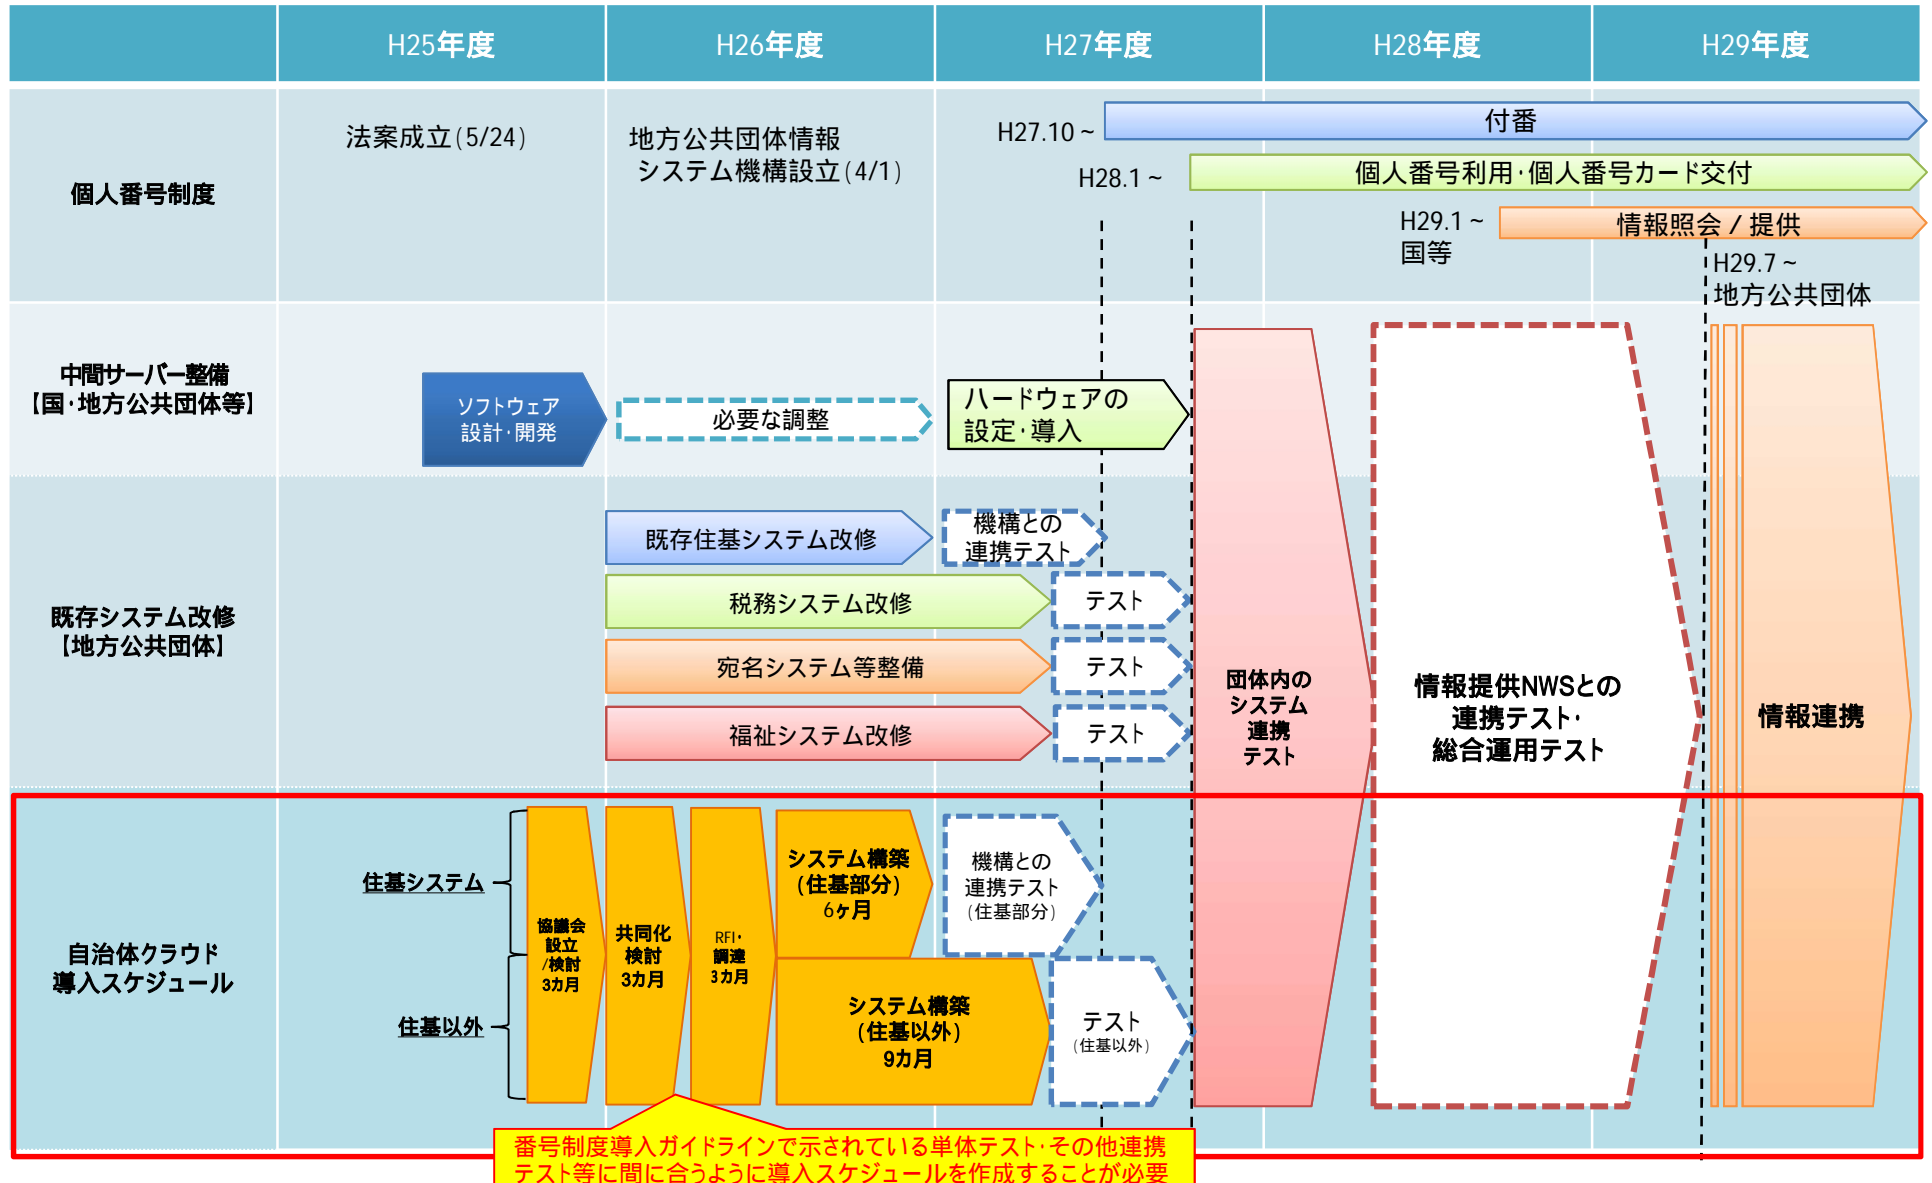 H25年度
H26年度
H27年度
H28年度
H29年度
個人番号制度
法案成立(5/24)
地方公共団体情報
システム機構設立(4/1)
H27.10～
付番
H28.1～
個人番号利用・個人番号カード交付
H29.1～
国等
情報照会/提供
H29.7～
地方公共団体
中間サーバー整備
【国・地方公共団体等】
ソフトウェア
設計・開発
必要な調整
ハードウェアの
設定・導入
既存システム改修
【地方公共団体】
既存住基システム改修
機構との
連携テスト
税務システム改修
テスト
宛名システム等整備
テスト
福祉システム改修
テスト
団体内の
システム
連携
テスト
情報提供NWSとの
連携テスト・
総合運用テスト
情報連携
自治体クラウド
導入スケジュール
住基システム
住基以外
協議会
設立
/検討
3カ月
共同化
検討
3カ月
RFI・
調達
3カ月
システム構築
(住基部分)
6ヶ月
機構との
連携テスト
(住基部分)
システム構築
(住基以外)
9カ月
テスト
(住基以外)
番号制度導入ガイドラインで示されている単体テスト・その他連携
テスト等に間に合うように導入スケジュールを作成することが必要